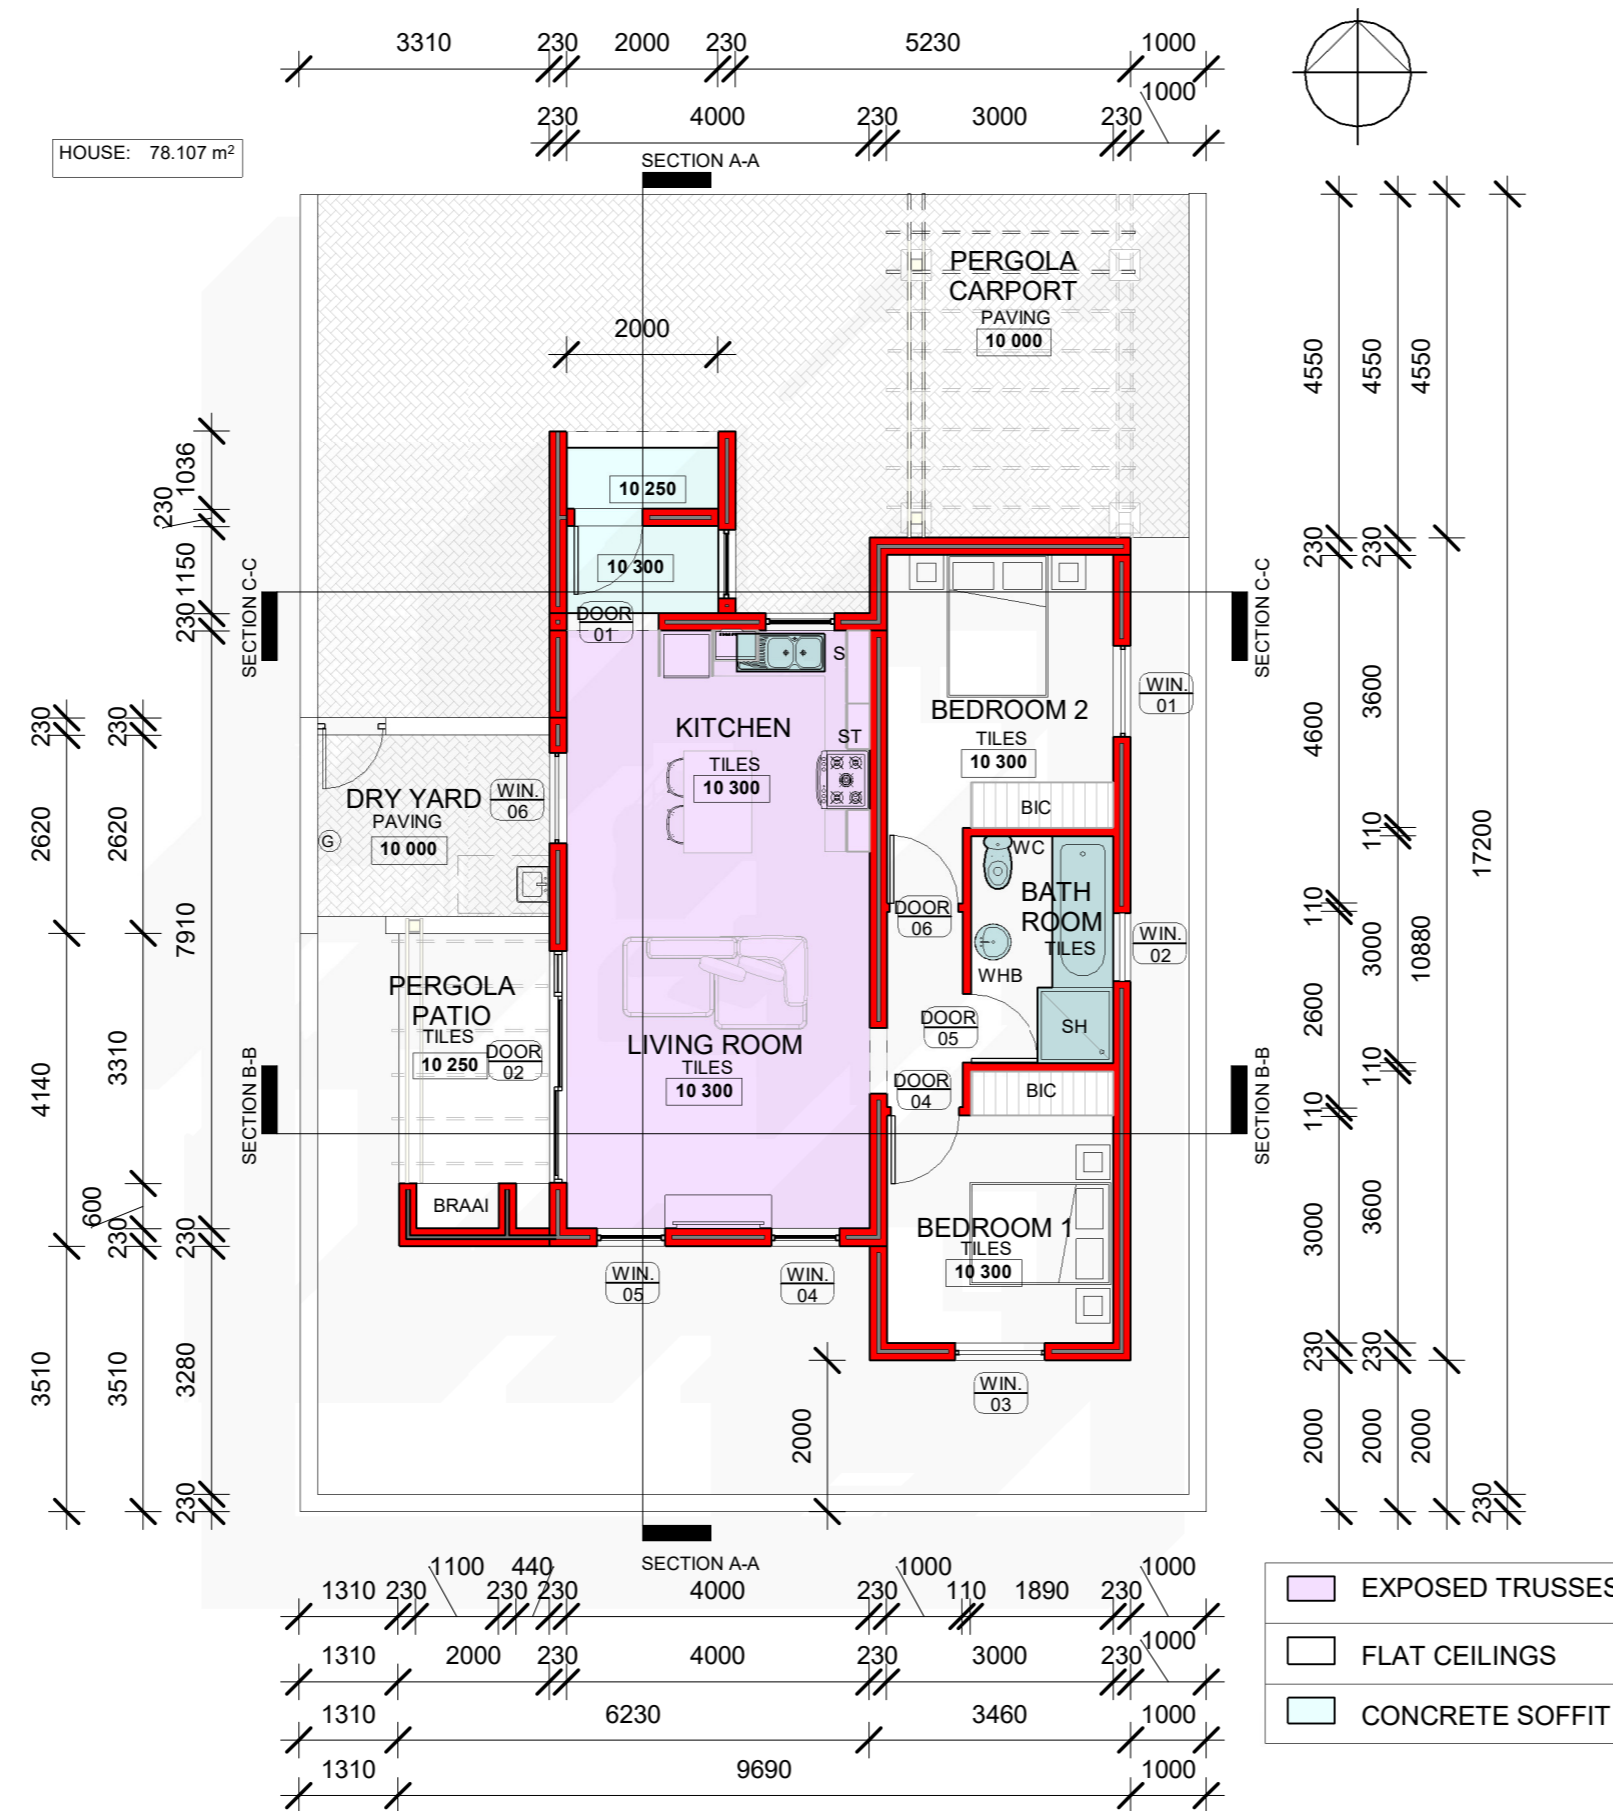 3310
230
2000
230
5230
1000
1000
230
4000
230
3000
230
HOUSE: 78.107 m²
SECTION A-A
PERGOLA
CARPORT
PAVING
10 000
2000
4550
4550
4550
1036
230
1150
230
10 250
10 300
230
230
SECTION C-C
SECTION C-C
DOOR
01
S
KITCHEN
TILES
10 300
ST
BEDROOM 2
TILES
10 300
BIC
WIN.
01
4600
3600
17200
230
230
2620
2620
DRY YARD
PAVING
10 000
G
WIN.
06
WC
BATH
ROOM
TILES
WHB
SH
DOOR
06
WIN.
02
110
110
3000
10880
7910
2600
PERGOLA
PATIO
TILES
10 250
DOOR
02
LIVING ROOM
TILES
10 300
DOOR
05
DOOR
04
BIC
110
110
4140
3310
SECTION B-B
SECTION B-B
600
230
230
BRAAI
BEDROOM 1
TILES
10 300
3000
3600
WIN.
05
WIN.
04
WIN.
03
230
230
3510
3510
3280
230
2000
2000
2000
2000
230
SECTION A-A
1310
230
1100
230
440
230
4000
230
1000
110
1890
230
1000
1310
2000
230
4000
230
3000
230
1000
1310
6230
3460
1000
1310
9690
1000
EXPOSED TRUSSES
FLAT CEILINGS
CONCRETE SOFFIT